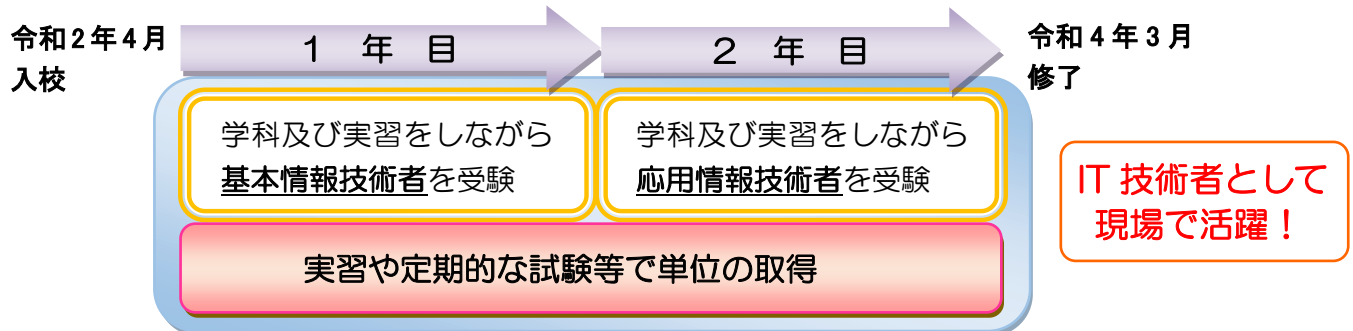 令和2年4月
入校
１　年　目
２　年　目
令和４年３月
修了
学科及び実習をしながら
基本情報技術者を受験
学科及び実習をしながら
応用情報技術者を受験
IT 技術者として
現場で活躍！
実習や定期的な試験等で単位の取得